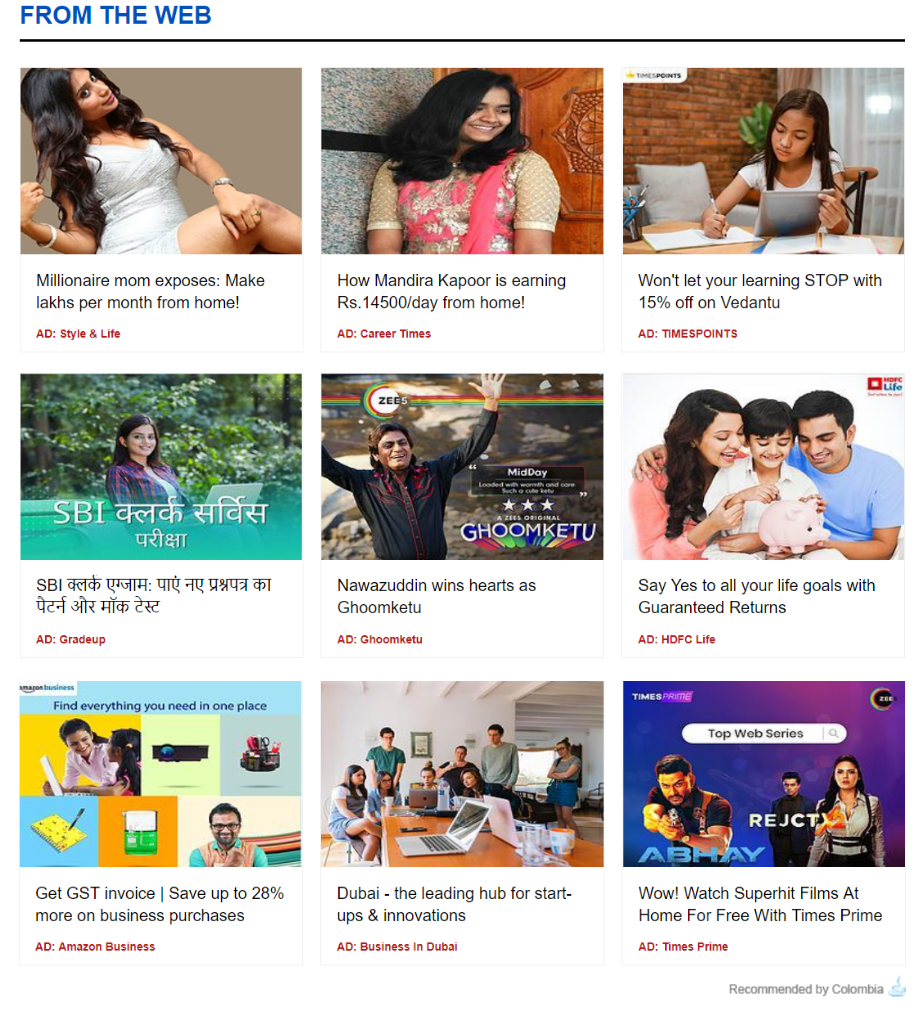 FROM THE WEB
TIMESPOINTS
Millionaire mom exposes: Make
lakhs per month from home!
AD: Style & Life
How Mandira Kapoor is earning
Rs.14500/day from home!
AD: Career Times
Won't let your learning STOP with
15% off on Vedantu
AD: TIMESPOINTS
SBI क्लर्क सर्विस
परीक्षा
SBI क्लर्क एग्जाम: पाएं नए प्रश्नपत्र का
पैटर्न और मॉक टेस्ट
AD: Gradeup
ZEE5
“ MidDay
Loaded with warmth and care
Such a cute ketu ”
A ZEE5 ORIGINAL
GHOOMKETU
Nawazuddin wins hearts as
Ghoomketu
AD: Ghoomketu
HDFC
Life
Say Yes to all your life goals with
Guaranteed Returns
AD: HDFC Life
amazon business
Find everything you need in one place
Get GST invoice | Save up to 28%
more on business purchases
AD: Amazon Business
Dubai - the leading hub for start-
ups & innovations
AD: Business In Dubai
TIMES PRIME
ZEE
Top Web Series
REJCTX
ABHAY
Wow! Watch Superhit Films At
Home For Free With Times Prime
AD: Times Prime
Recommended by Colombia